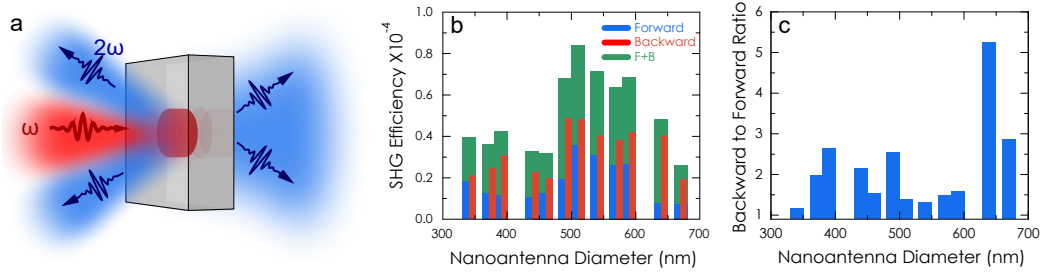 a
2ω
ω
b
SHG Efficiency X10⁻⁴
1.0
0.8
0.6
0.4
0.2
0.0
Forward
Backward
F+B
300 400 500 600 700
Nanoantenna Diameter (nm)
c
Backward to Forward Ratio
6
5
4
3
2
1
300 400 500 600 700
Nanoantenna Diameter (nm)